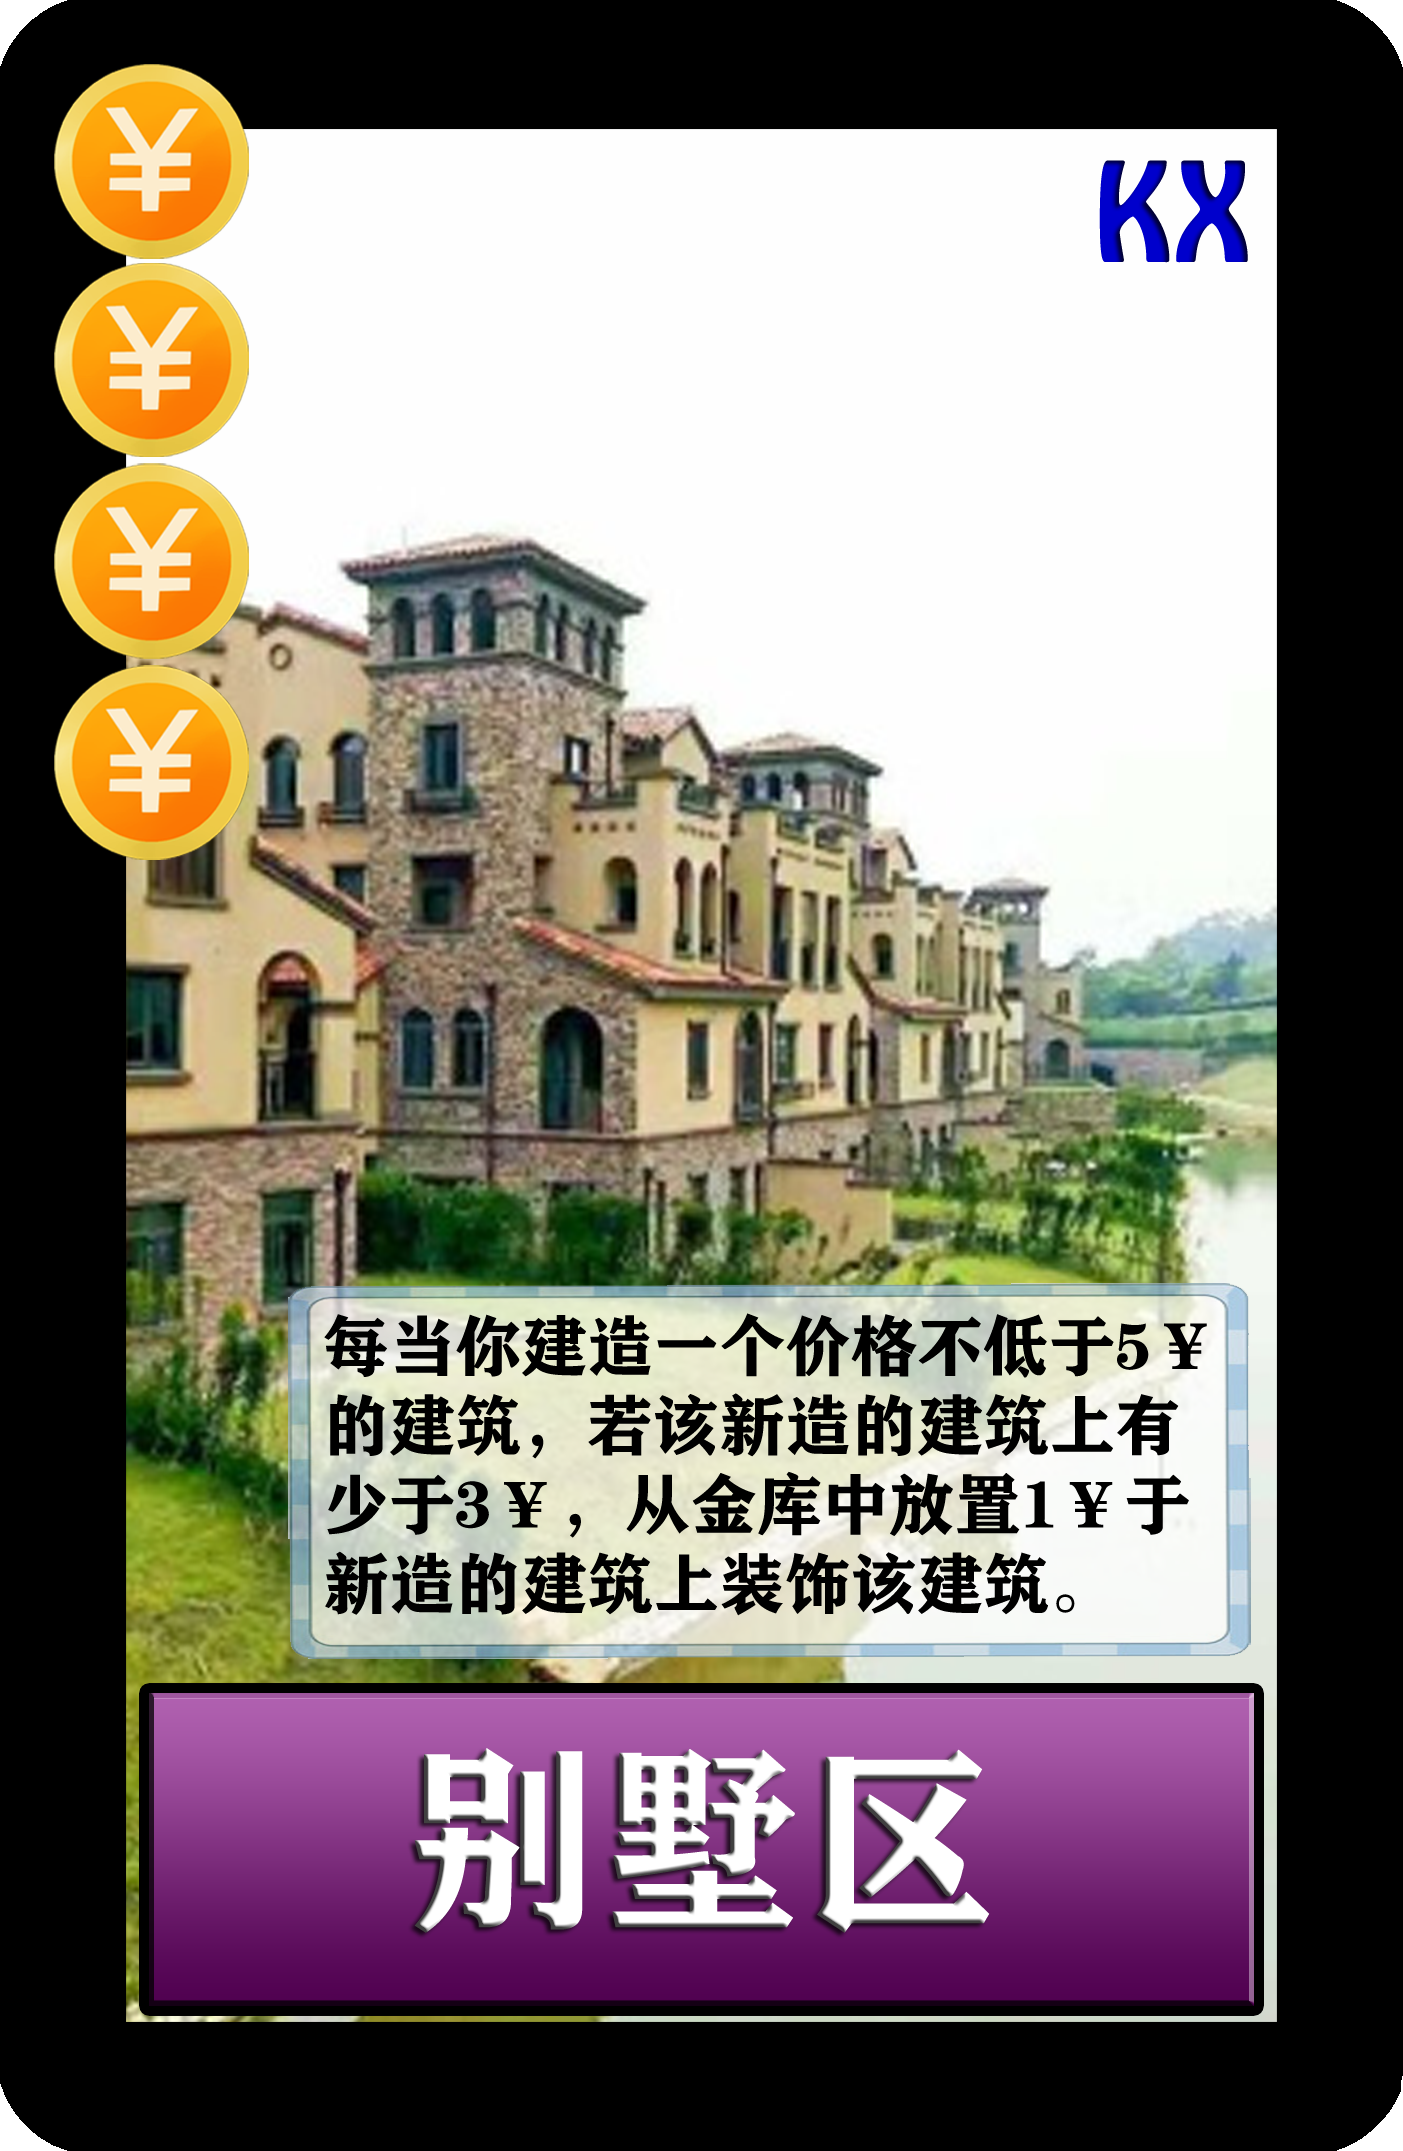 ¥
¥
¥
¥
KX
每当你建造一个价格不低于5¥
的建筑，若该新造的建筑上有
少于3¥，从金库中放置1¥于
新造的建筑上装饰该建筑。
别墅区